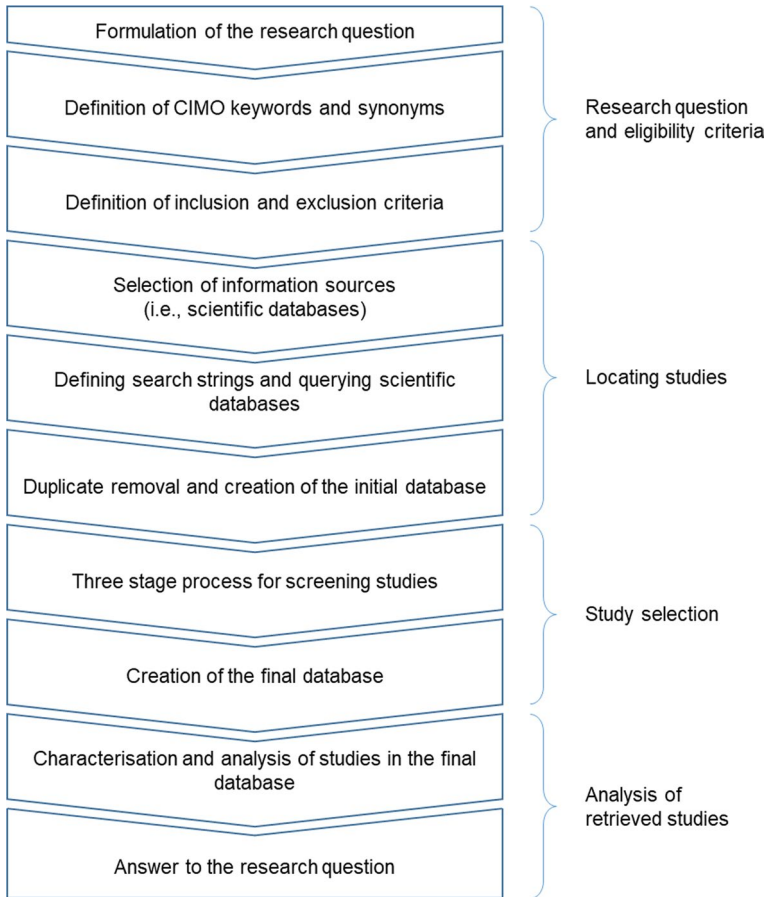 Formulation of the research question
Definition of CIMO keywords and synonyms
Definition of inclusion and exclusion criteria
Research question
and eligibility criteria
Selection of information sources
(i.e., scientific databases)
Defining search strings and querying scientific
databases
Duplicate removal and creation of the initial database
Locating studies
Three stage process for screening studies
Creation of the final database
Study selection
Characterisation and analysis of studies in the final
database
Answer to the research question
Analysis of
retrieved studies